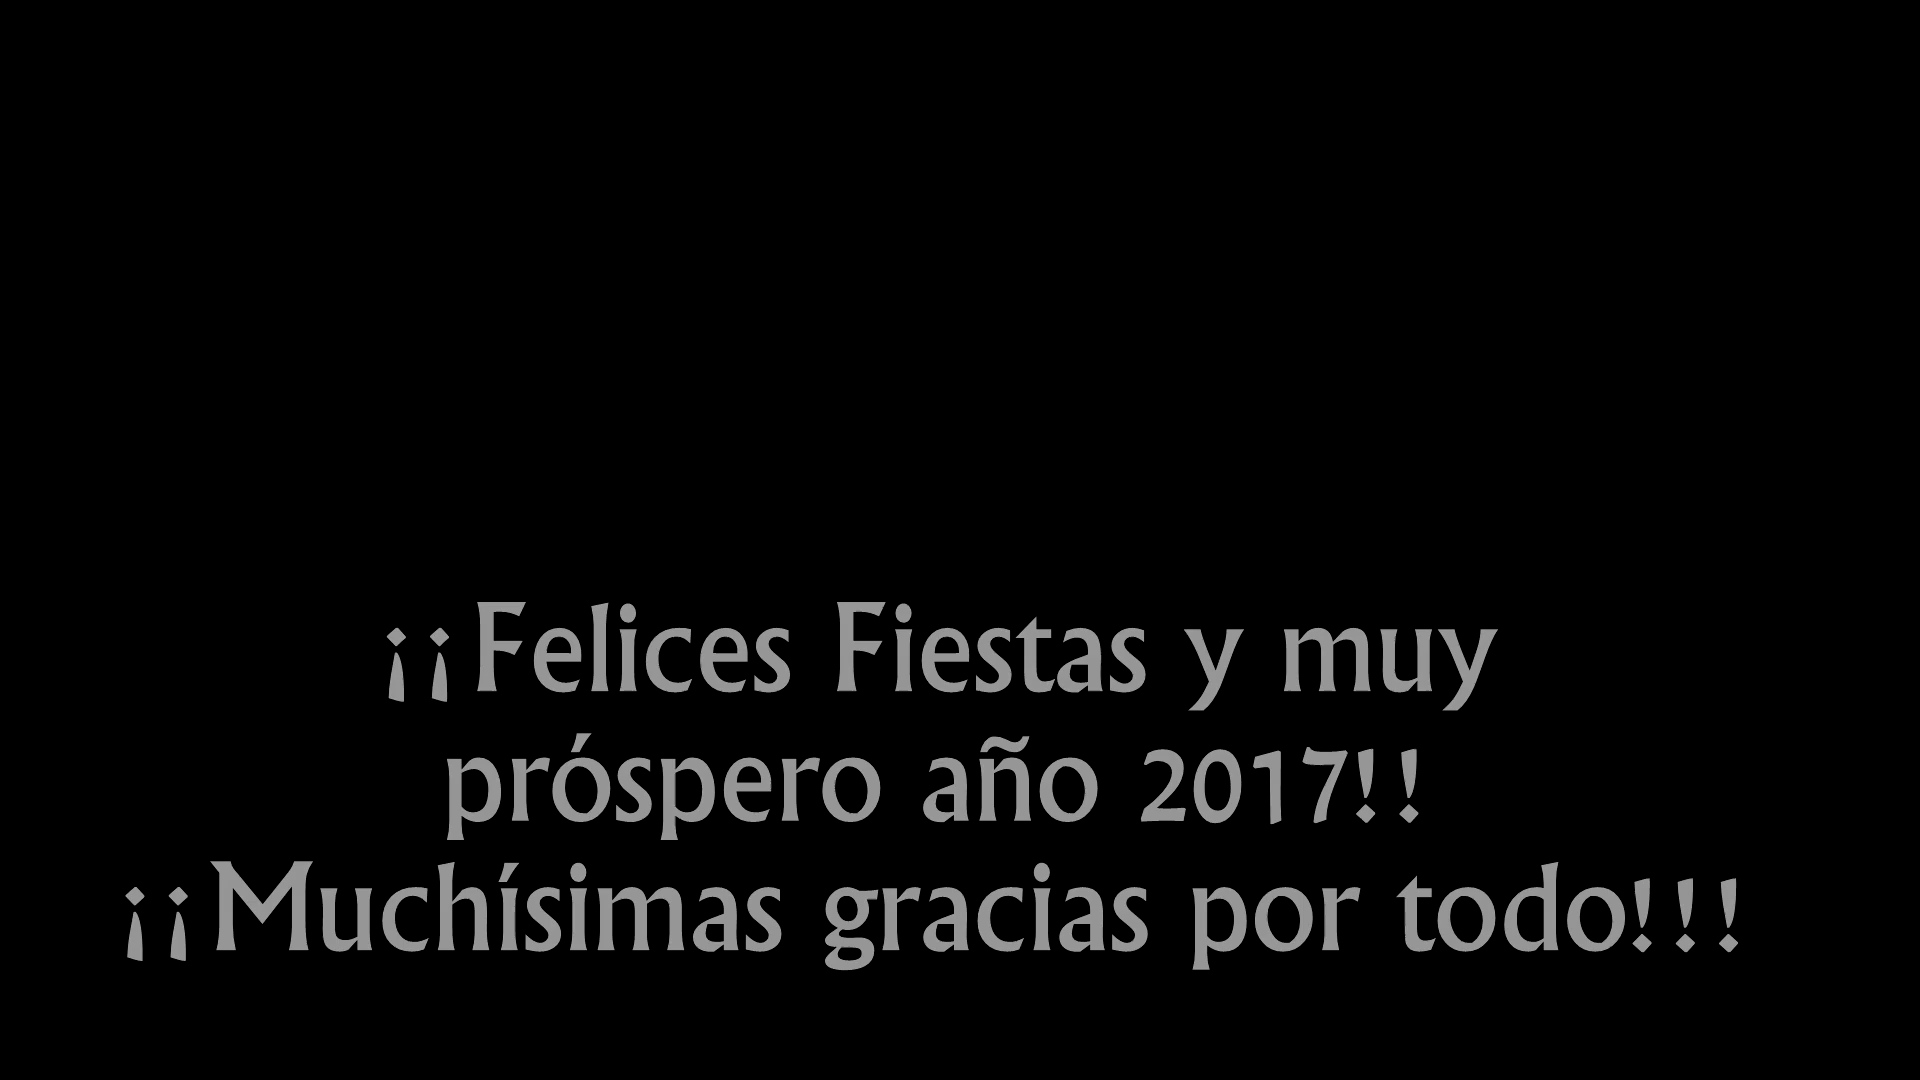 ¡¡Felices Fiestas y muy
próspero año 2017!!
¡¡Muchísimas gracias por todo!!!